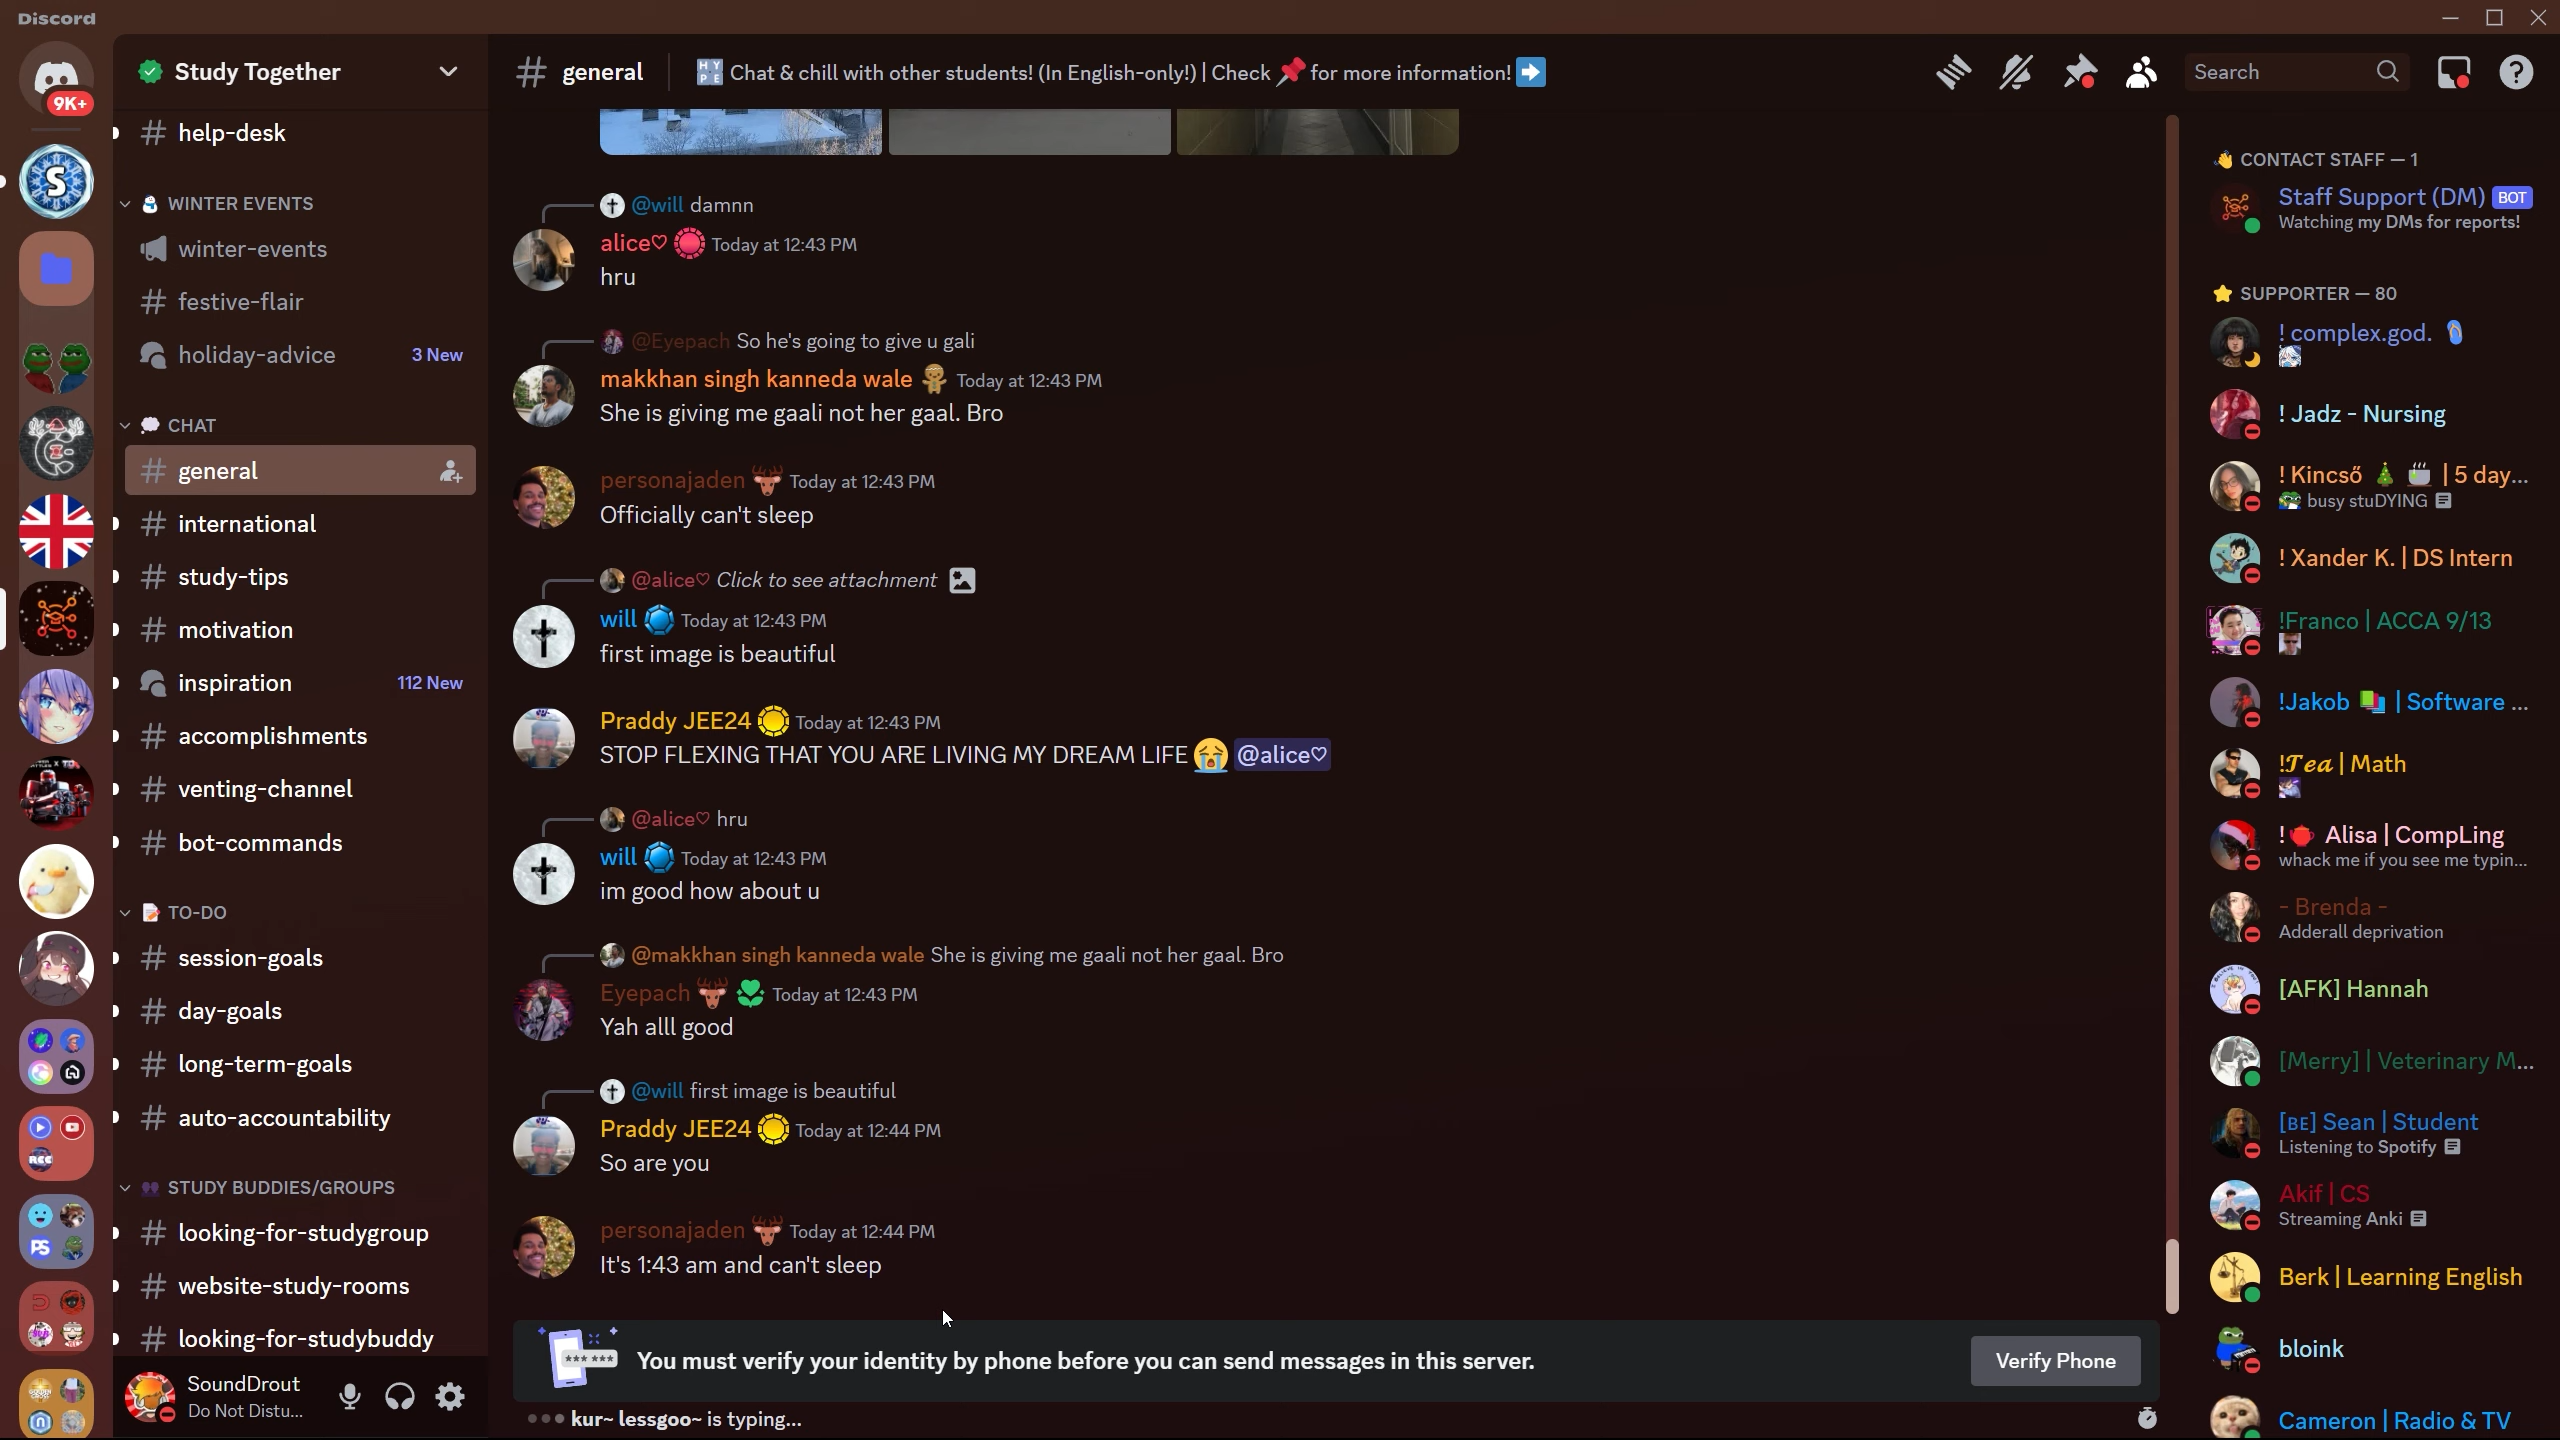 Discord
9K+
Study Together
help-desk
WINTER EVENTS
winter-events
festive-flair
holiday-advice 3 New
CHAT
general
international
study-tips
motivation
inspiration 112 New
accomplishments
venting-channel
bot-commands
TO-DO
session-goals
day-goals
long-term-goals
auto-accountability
STUDY BUDDIES/GROUPS
looking-for-studygroup
website-study-rooms
looking-for-studybuddy
SoundDrout
Do Not Distu...
general
HYPE Chat & chill with other students! (In English-only!) | Check 📌 for more information! ➡️
Search
@will damnn
alice♡ Today at 12:43 PM
hru
@Eyepach So he's going to give u gali
makkhan singh kanneda wale Today at 12:43 PM
She is giving me gaali not her gaal. Bro
personajaden Today at 12:43 PM
Officially can't sleep
@alice♡ Click to see attachment
will Today at 12:43 PM
first image is beautiful
Praddy JEE24 Today at 12:43 PM
STOP FLEXING THAT YOU ARE LIVING MY DREAM LIFE 😭 @alice♡
@alice♡ hru
will Today at 12:43 PM
im good how about u
@makkhan singh kanneda wale She is giving me gaali not her gaal. Bro
Eyepach Today at 12:43 PM
Yah alll good
@will first image is beautiful
Praddy JEE24 Today at 12:44 PM
So are you
personajaden Today at 12:44 PM
It's 1:43 am and can't sleep
You must verify your identity by phone before you can send messages in this server.
Verify Phone
kur~ lessgoo~ is typing...
CONTACT STAFF — 1
Staff Support (DM) BOT
Watching my DMs for reports!
SUPPORTER — 80
! complex.god.
! Jadz - Nursing
! Kincső 🎄 ☕ | 5 day...
busy stuDYING
! Xander K. | DS Intern
!Franco | ACCA 9/13
!Jakob 📚 | Software ...
!𝓣𝓮𝓪 | Math
! Alisa | CompLing
whack me if you see me typin...
- Brenda -
Adderall deprivation
[AFK] Hannah
[Merry] | Veterinary M...
[ʙᴇ] Sean | Student
Listening to Spotify
Akif | CS
Streaming Anki
Berk | Learning English
bloink
Cameron | Radio & TV